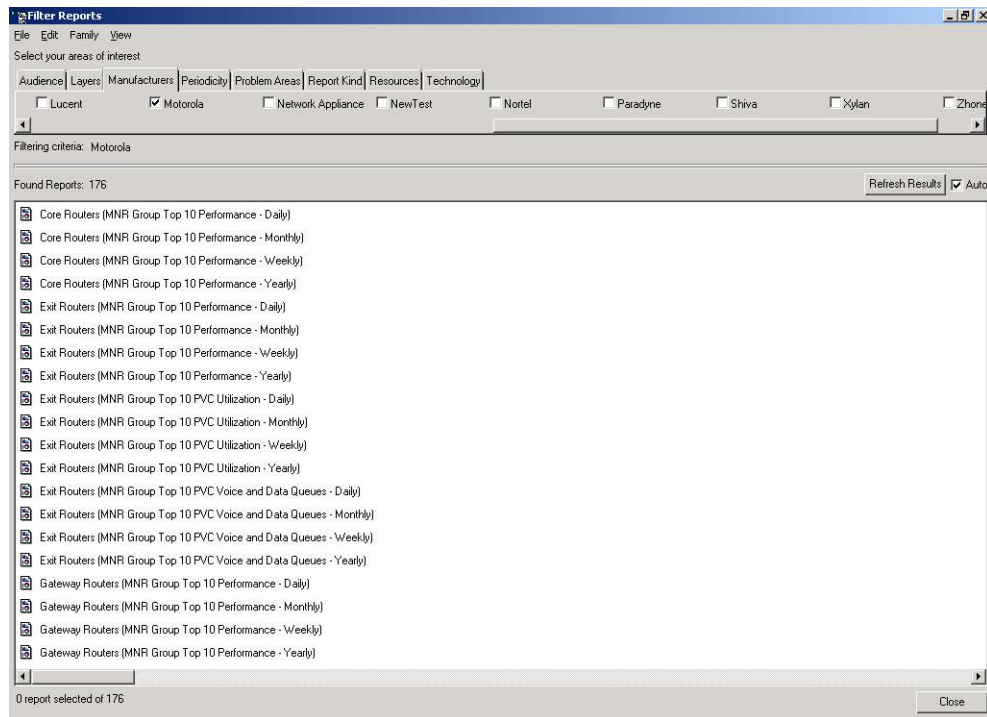 Filter Reports
File Edit Family View
Select your areas of interest
Audience Layers Manufacturers Periodicity Problem Areas Report Kind Resources Technology
Lucent Motorola Network Appliance NewTest Nortel Paradyne Shiva Xylan Zhone
Filtering criteria: Motorola
Found Reports: 176 Refresh Results Auto
Core Routers (MNR Group Top 10 Performance - Daily)
Core Routers (MNR Group Top 10 Performance - Monthly)
Core Routers (MNR Group Top 10 Performance - Weekly)
Core Routers (MNR Group Top 10 Performance - Yearly)
Exit Routers (MNR Group Top 10 Performance - Daily)
Exit Routers (MNR Group Top 10 Performance - Monthly)
Exit Routers (MNR Group Top 10 Performance - Weekly)
Exit Routers (MNR Group Top 10 Performance - Yearly)
Exit Routers (MNR Group Top 10 PVC Utilization - Daily)
Exit Routers (MNR Group Top 10 PVC Utilization - Monthly)
Exit Routers (MNR Group Top 10 PVC Utilization - Weekly)
Exit Routers (MNR Group Top 10 PVC Utilization - Yearly)
Exit Routers (MNR Group Top 10 PVC Voice and Data Queues - Daily)
Exit Routers (MNR Group Top 10 PVC Voice and Data Queues - Monthly)
Exit Routers (MNR Group Top 10 PVC Voice and Data Queues - Weekly)
Exit Routers (MNR Group Top 10 PVC Voice and Data Queues - Yearly)
Gateway Routers (MNR Group Top 10 Performance - Daily)
Gateway Routers (MNR Group Top 10 Performance - Monthly)
Gateway Routers (MNR Group Top 10 Performance - Weekly)
Gateway Routers (MNR Group Top 10 Performance - Yearly)
0 report selected of 176 Close